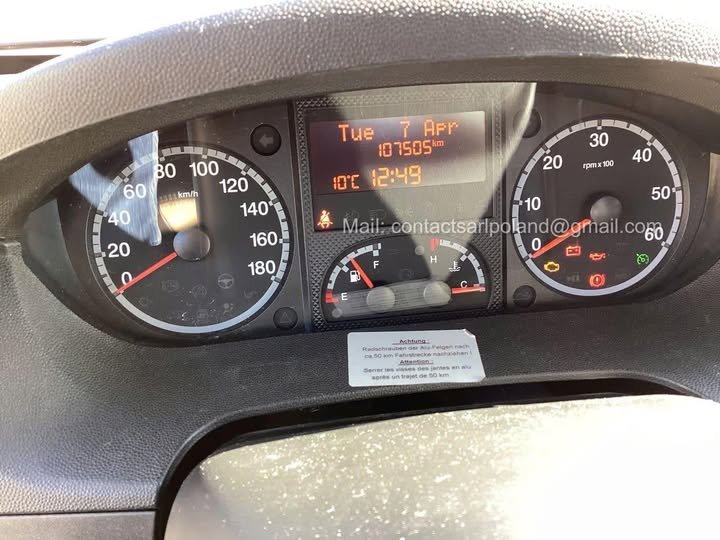 Tue 7 Apr
107505km
10°C 12:49
0
20
40
60
80
100
120
140
160
180
km/h
0
10
20
30
40
50
60
rpm x 100
E
F
H
C
Mail: contactsarlpoland@gmail.com
Achtung :
Radschrauben der Alu-Felgen nach
ca.50 km Fahrstrecke nachziehen !
Attention :
Serrer les visses des jantes en alu
après un trajet de 50 km